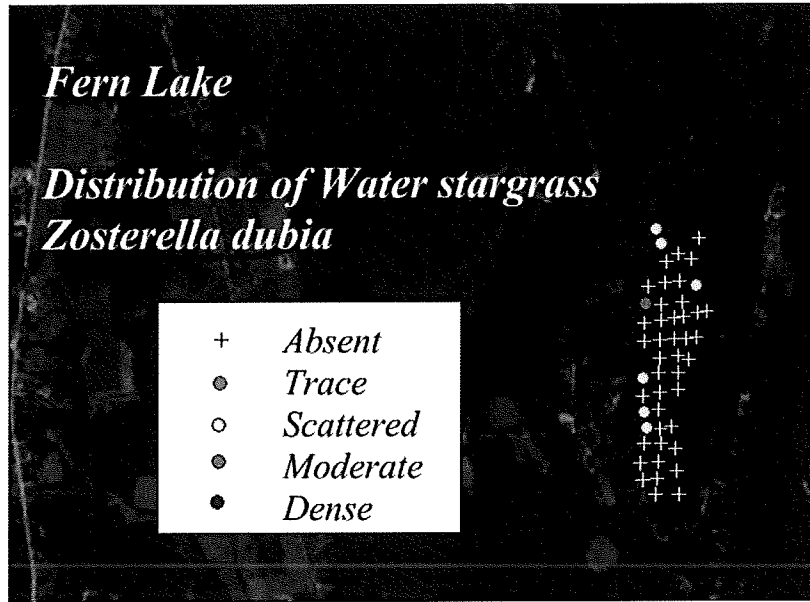 Fern Lake
Distribution of Water stargrass
Zosterella dubia
Absent
Trace
Scattered
Moderate
Dense